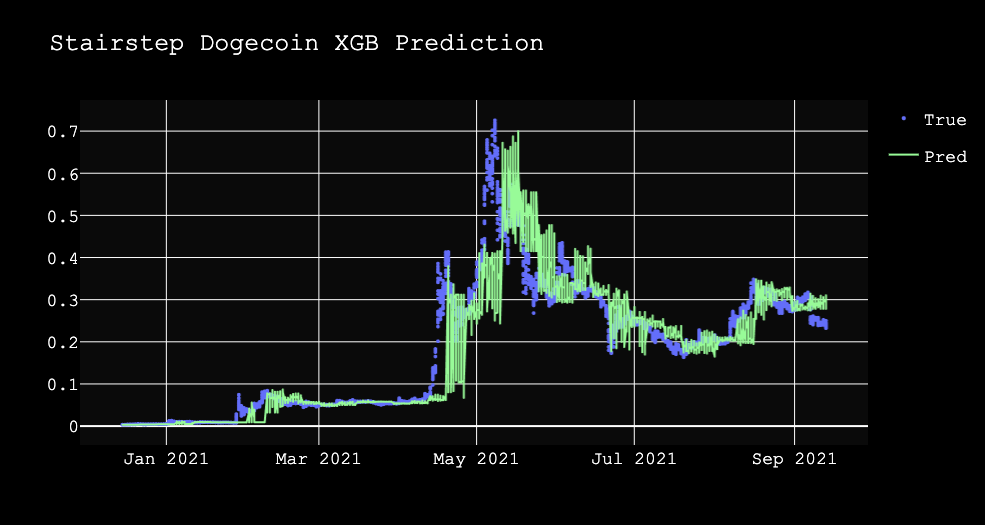 Stairstep Dogecoin XGB Prediction
True
Pred
0.7
0.6
0.5
0.4
0.3
0.2
0.1
0
Jan 2021 Mar 2021 May 2021 Jul 2021 Sep 2021